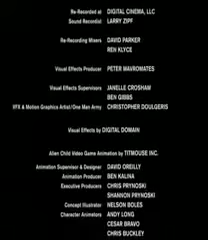 Re-Recorded at DIGITAL CINEMA, LLC
Sound Recordist LARRY ZIPF
Re-Recording Mixers DAVID PARKER
REN KLYCE
Visual Effects Producer PETER MAVROMATES
Visual Effects Supervisors JANELLE CROSHAW
BEN GIBBS
VFX & Motion Graphics Artist/One Man Army CHRISTOPHER DOULGERIS
Visual Effects by DIGITAL DOMAIN
Alien Child Video Game Animation by TITMOUSE INC.
Animation Supervisor & Designer DAVID OREILLY
Animation Producer BEN KALINA
Executive Producers CHRIS PRYNOSKI
SHANNON PRYNOSKI
Concept Illustrator NELSON BOLES
Character Animators ANDY LONG
CESAR BRAVO
CHRIS BUCKLEY